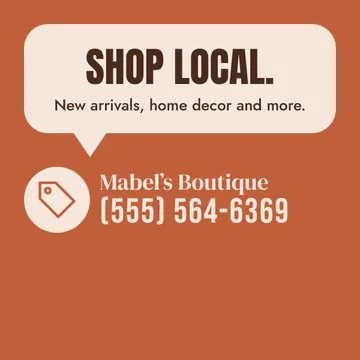 SHOP LOCAL.
New arrivals, home decor and more.
Mabel's Boutique
(555) 564-6369